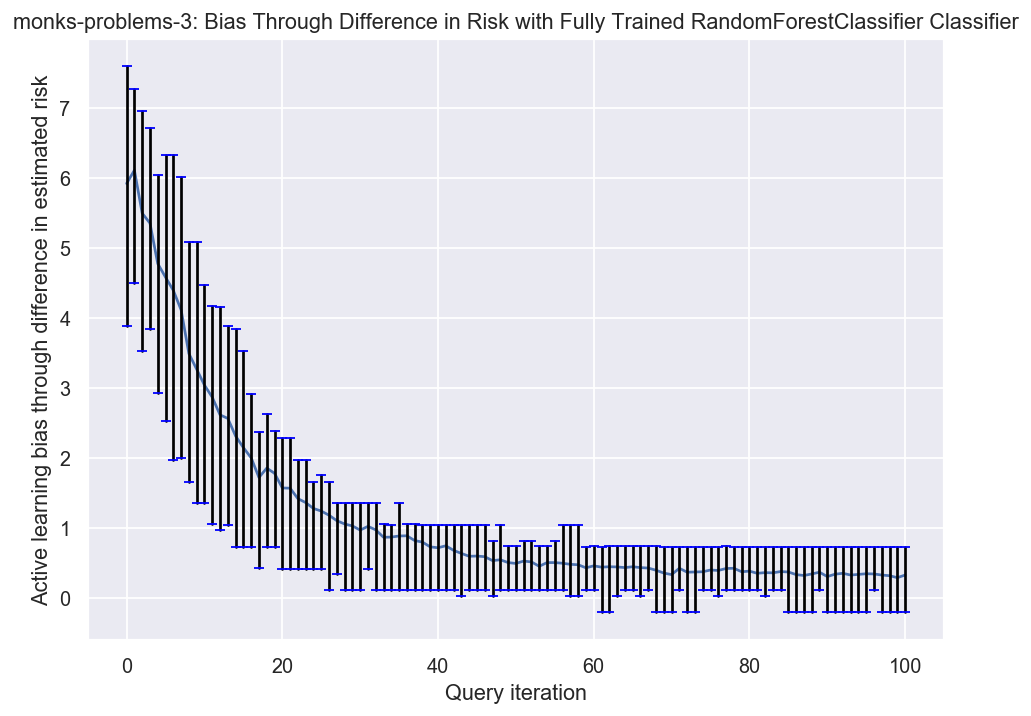 monks-problems-3: Bias Through Difference in Risk with Fully Trained RandomForestClassifier Classifier
Active learning bias through difference in estimated risk
7
6
5
4
3
2
1
0
0 20 40 60 80 100
Query iteration